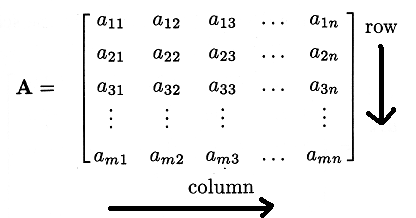 a₁₁ a₁₂ a₁₃ … a₁ₙ row
a₂₁ a₂₂ a₂₃ … a₂ₙ
A = a₃₁ a₃₂ a₃₃ … a₃ₙ
⋮ ⋮ ⋮ ⋮
aₘ₁ aₘ₂ aₘ₃ … aₘₙ
column